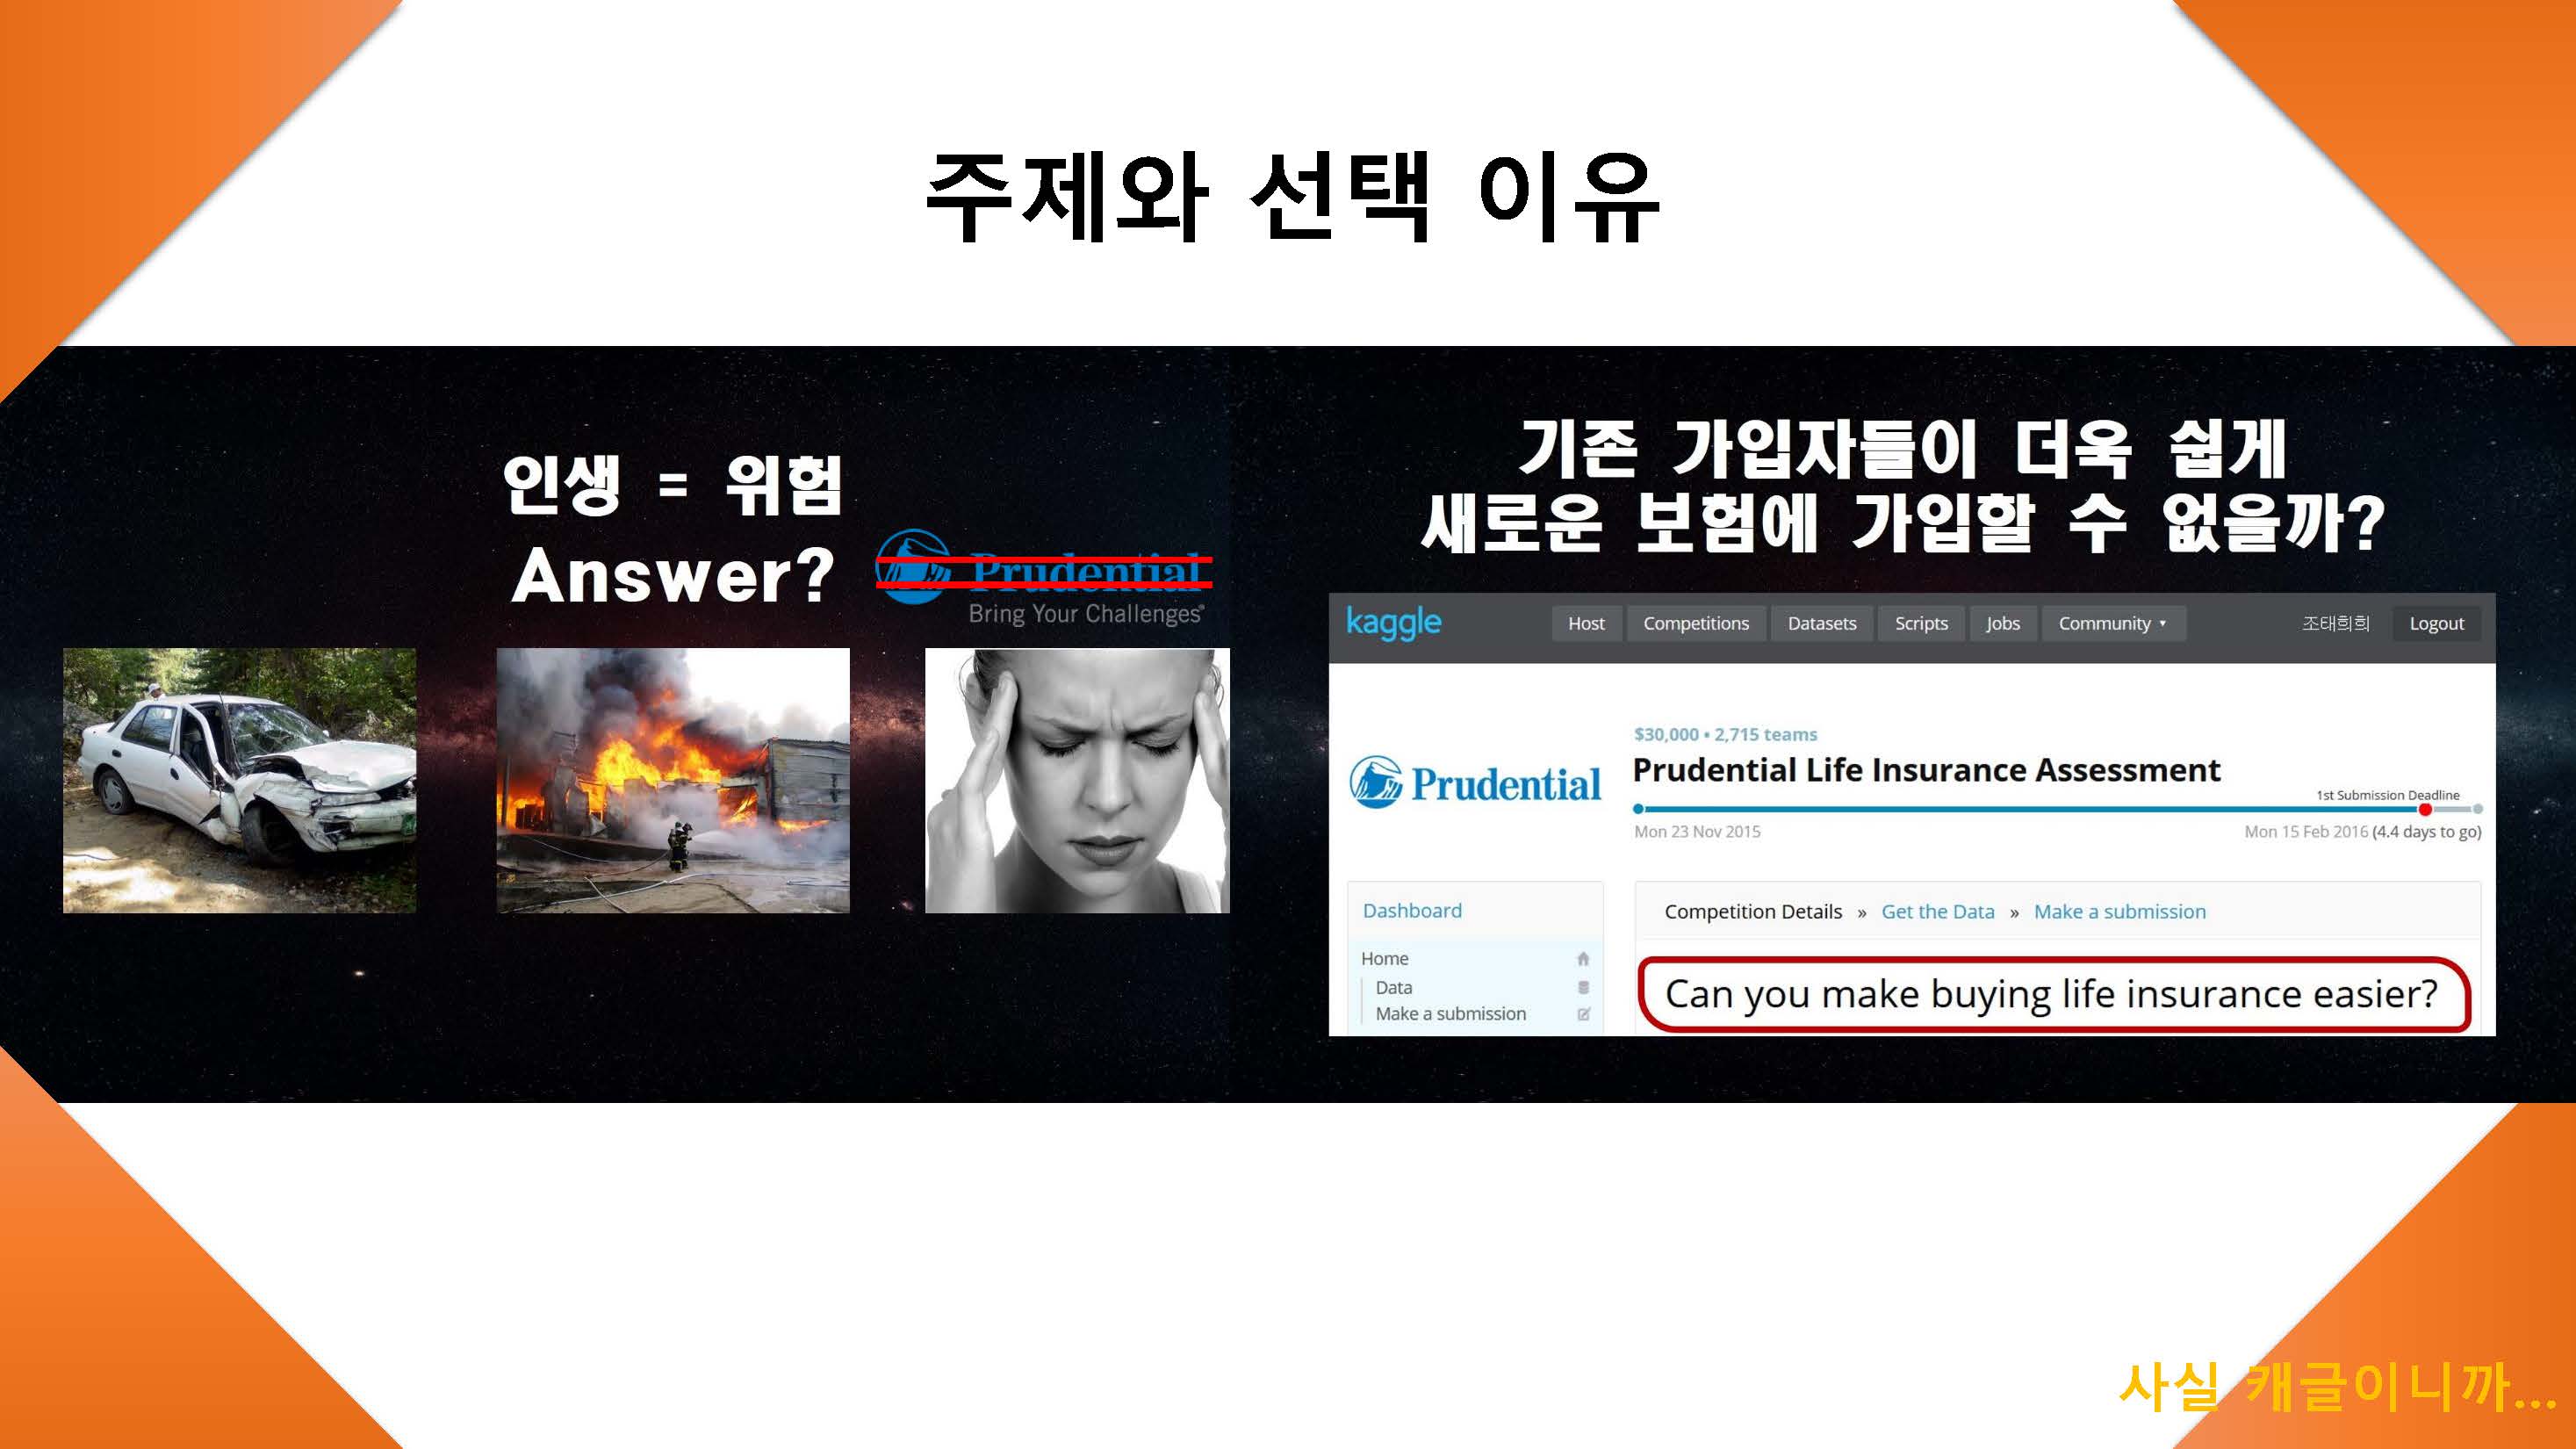 주제와 선택 이유
인생 = 위험
Answer?
Prudential
Bring Your Challenges®
기존 가입자들이 더욱 쉽게
새로운 보험에 가입할 수 없을까?
kaggle Host Competitions Datasets Scripts Jobs Community ▾ 조태희희 Logout
$30,000 • 2,715 teams
Prudential
Prudential Life Insurance Assessment
1st Submission Deadline
Mon 23 Nov 2015 Mon 15 Feb 2016 (4.4 days to go)
Dashboard
Home
Data
Make a submission
Competition Details » Get the Data » Make a submission
Can you make buying life insurance easier?
사실 캐글이니까...